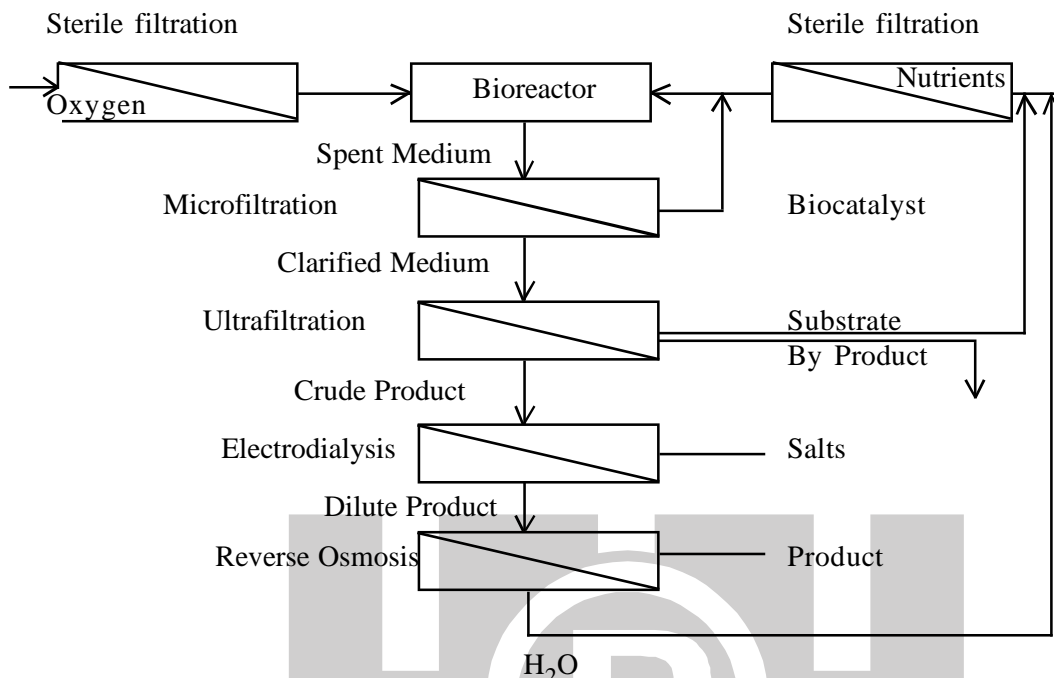 Sterile filtration
Sterile filtration
Oxygen
Bioreactor
Nutrients
Spent Medium
Microfiltration
Biocatalyst
Clarified Medium
Ultrafiltration
Substrate
By Product
Crude Product
Electrodialysis
Salts
Dilute Product
Reverse Osmosis
Product
H₂O